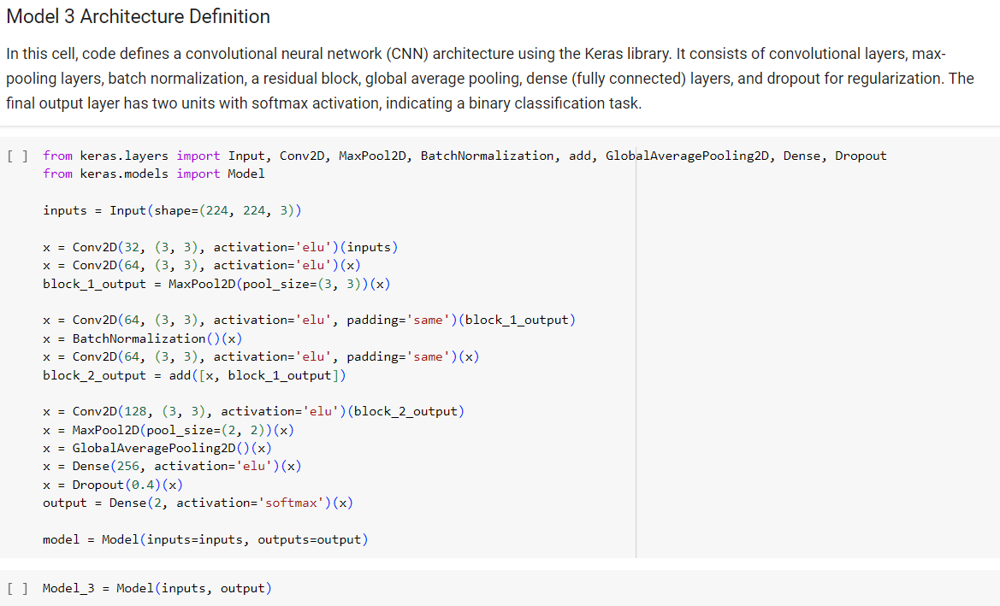 Model 3 Architecture Definition
In this cell, code defines a convolutional neural network (CNN) architecture using the Keras library. It consists of convolutional layers, max-
pooling layers, batch normalization, a residual block, global average pooling, dense (fully connected) layers, and dropout for regularization. The
final output layer has two units with softmax activation, indicating a binary classification task.
[ ] from keras.layers import Input, Conv2D, MaxPool2D, BatchNormalization, add, GlobalAveragePooling2D, Dense, Dropout
from keras.models import Model
inputs = Input(shape=(224, 224, 3))
x = Conv2D(32, (3, 3), activation='elu')(inputs)
x = Conv2D(64, (3, 3), activation='elu')(x)
block_1_output = MaxPool2D(pool_size=(3, 3))(x)
x = Conv2D(64, (3, 3), activation='elu', padding='same')(block_1_output)
x = BatchNormalization()(x)
x = Conv2D(64, (3, 3), activation='elu', padding='same')(x)
block_2_output = add([x, block_1_output])
x = Conv2D(128, (3, 3), activation='elu')(block_2_output)
x = MaxPool2D(pool_size=(2, 2))(x)
x = GlobalAveragePooling2D()(x)
x = Dense(256, activation='elu')(x)
x = Dropout(0.4)(x)
output = Dense(2, activation='softmax')(x)
model = Model(inputs=inputs, outputs=output)
[ ] Model_3 = Model(inputs, output)